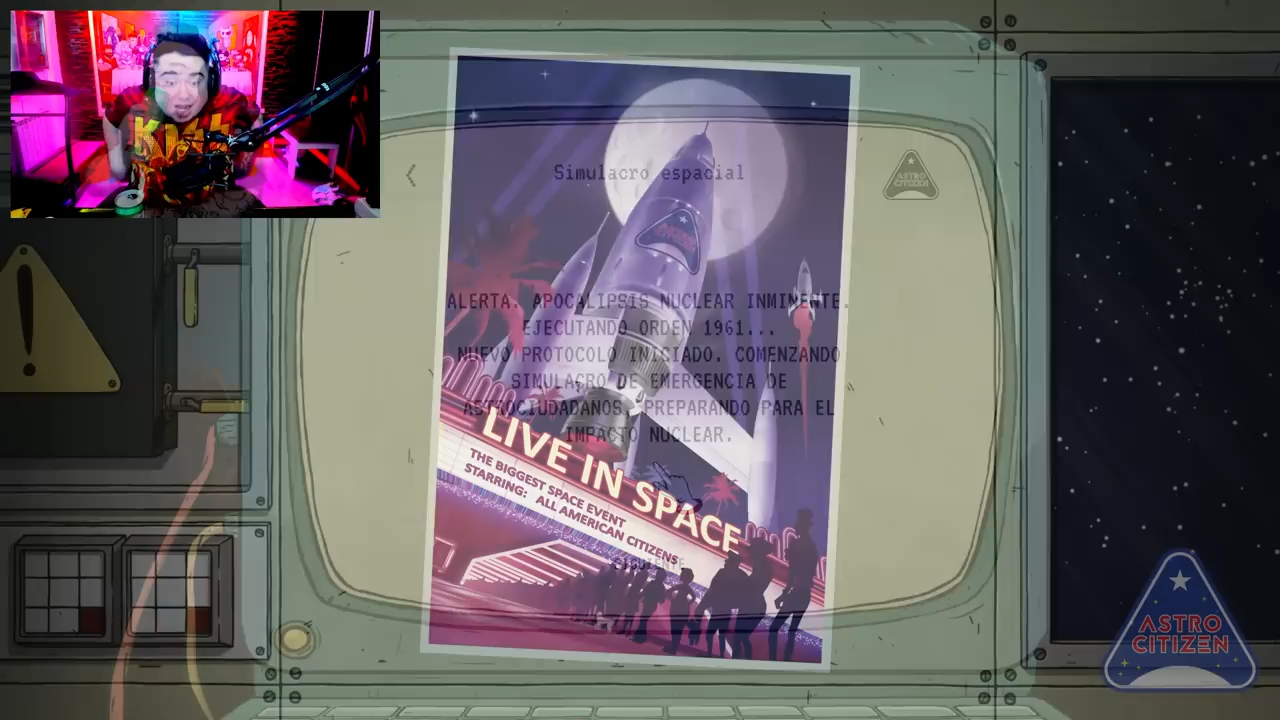 Simulacro espacial
ASTRO
CITIZEN
ALERTA. APOCALIPSIS NUCLEAR INMINENTE.
EJECUTANDO ORDEN 1961...
NUEVO PROTOCOLO INICIADO. COMENZANDO
SIMULACRO DE EMERGENCIA DE
ASTROCIUDADANOS. PREPARANDO PARA EL
IMPACTO NUCLEAR.
LIVE IN SPACE
THE BIGGEST SPACE EVENT
STARRING: ALL AMERICAN CITIZENS
SIGUIENTE
ASTRO
CITIZEN